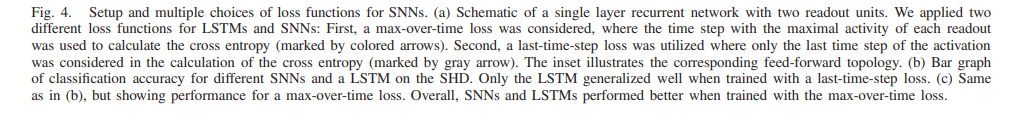 Fig. 4. Setup and multiple choices of loss functions for SNNs. (a) Schematic of a single layer recurrent network with two readout units. We applied two
different loss functions for LSTMs and SNNs: First, a max-over-time loss was considered, where the time step with the maximal activity of each readout
was used to calculate the cross entropy (marked by colored arrows). Second, a last-time-step loss was utilized where only the last time step of the activation
was considered in the calculation of the cross entropy (marked by gray arrow). The inset illustrates the corresponding feed-forward topology. (b) Bar graph
of classification accuracy for different SNNs and a LSTM on the SHD. Only the LSTM generalized well when trained with a last-time-step loss. (c) Same
as in (b), but showing performance for a max-over-time loss. Overall, SNNs and LSTMs performed better when trained with the max-over-time loss.